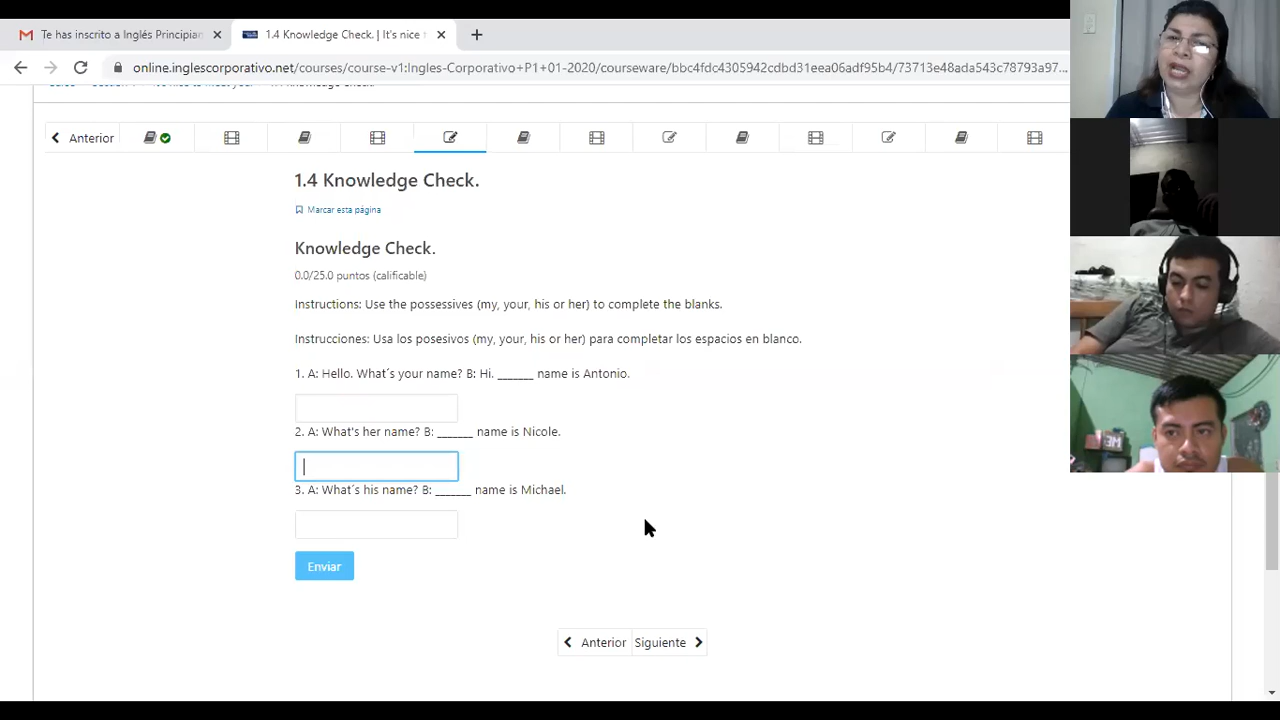 Te has inscrito a Inglés Principian
1.4 Knowledge Check. | It's nice t
online.inglescorporativo.net/courses/course-v1:Ingles-Corporativo+P1+01-2020/courseware/bbc4fdc4305942cdbd31eea06adf95b4/73713e48ada543c78793a97...
Anterior
1.4 Knowledge Check.
Marcar esta página
Knowledge Check.
0.0/25.0 puntos (calificable)
Instructions: Use the possessives (my, your, his or her) to complete the blanks.
Instrucciones: Usa los posesivos (my, your, his or her) para completar los espacios en blanco.
1. A: Hello. What´s your name? B: Hi. _______ name is Antonio.
2. A: What's her name? B: _______ name is Nicole.
3. A: What´s his name? B: _______ name is Michael.
Enviar
Anterior Siguiente